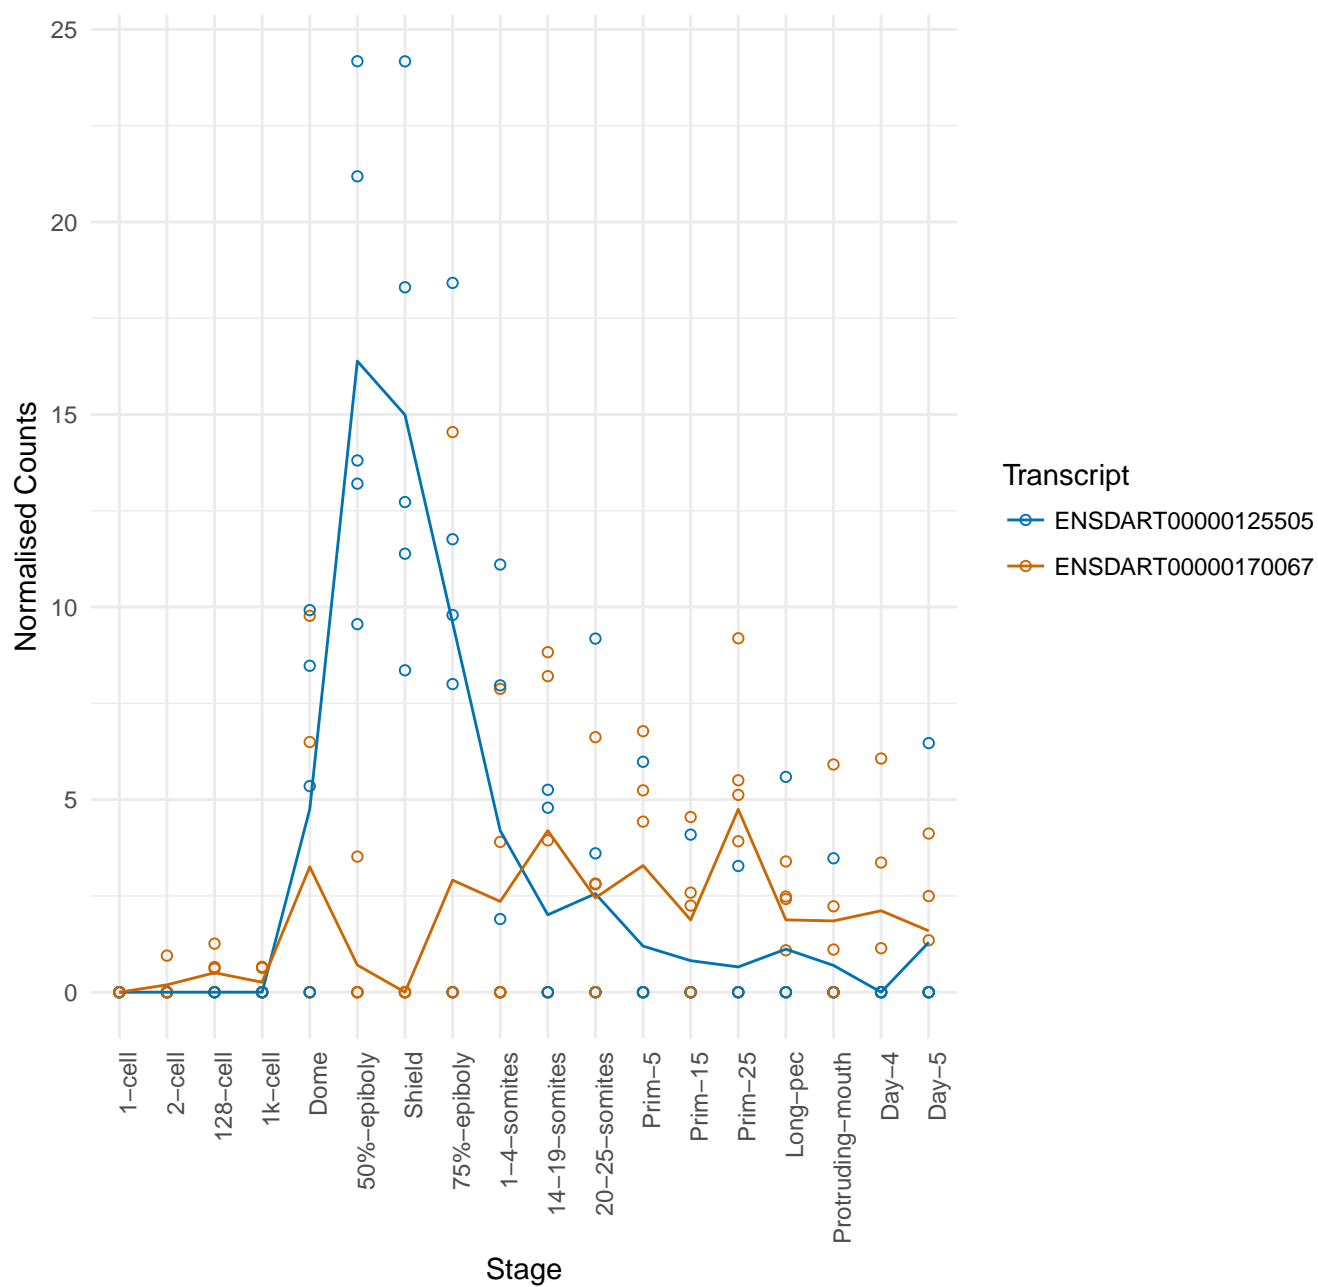 25
20
15
10
5
0
Normalised Counts
1−cell
2−cell
128−cell
1k−cell
Dome
50%−epiboly
Shield
75%−epiboly
1−4−somites
14−19−somites
20−25−somites
Prim−5
Prim−15
Prim−25
Long−pec
Protruding−mouth
Day−4
Day−5
Stage
Transcript
ENSDART00000125505
ENSDART00000170067